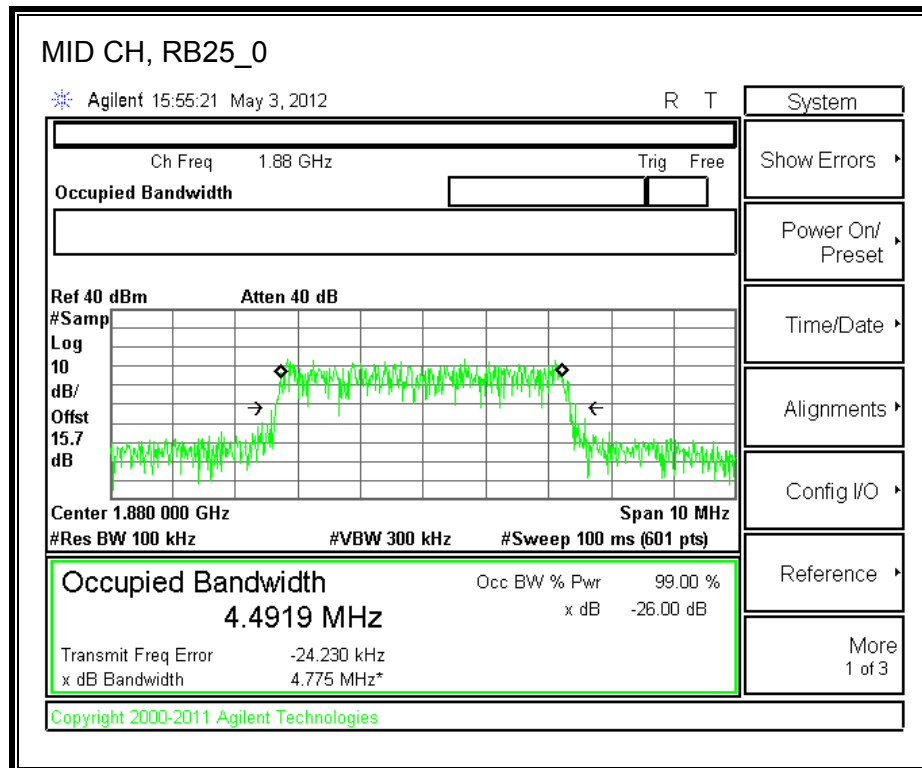 MID CH, RB25_0
Agilent 15:55:21 May 3, 2012 R T
System
Ch Freq 1.88 GHz Trig Free
Occupied Bandwidth
Show Errors
Power On/
Preset
Time/Date
Alignments
Config I/O
Reference
More
1 of 3
Ref 40 dBm Atten 40 dB
#Samp
Log
10
dB/
Offst
15.7
dB
Center 1.880 000 GHz Span 10 MHz
#Res BW 100 kHz #VBW 300 kHz #Sweep 100 ms (601 pts)
Occupied Bandwidth Occ BW % Pwr 99.00 %
4.4919 MHz x dB -26.00 dB
Transmit Freq Error -24.230 kHz
x dB Bandwidth 4.775 MHz*
Copyright 2000-2011 Agilent Technologies